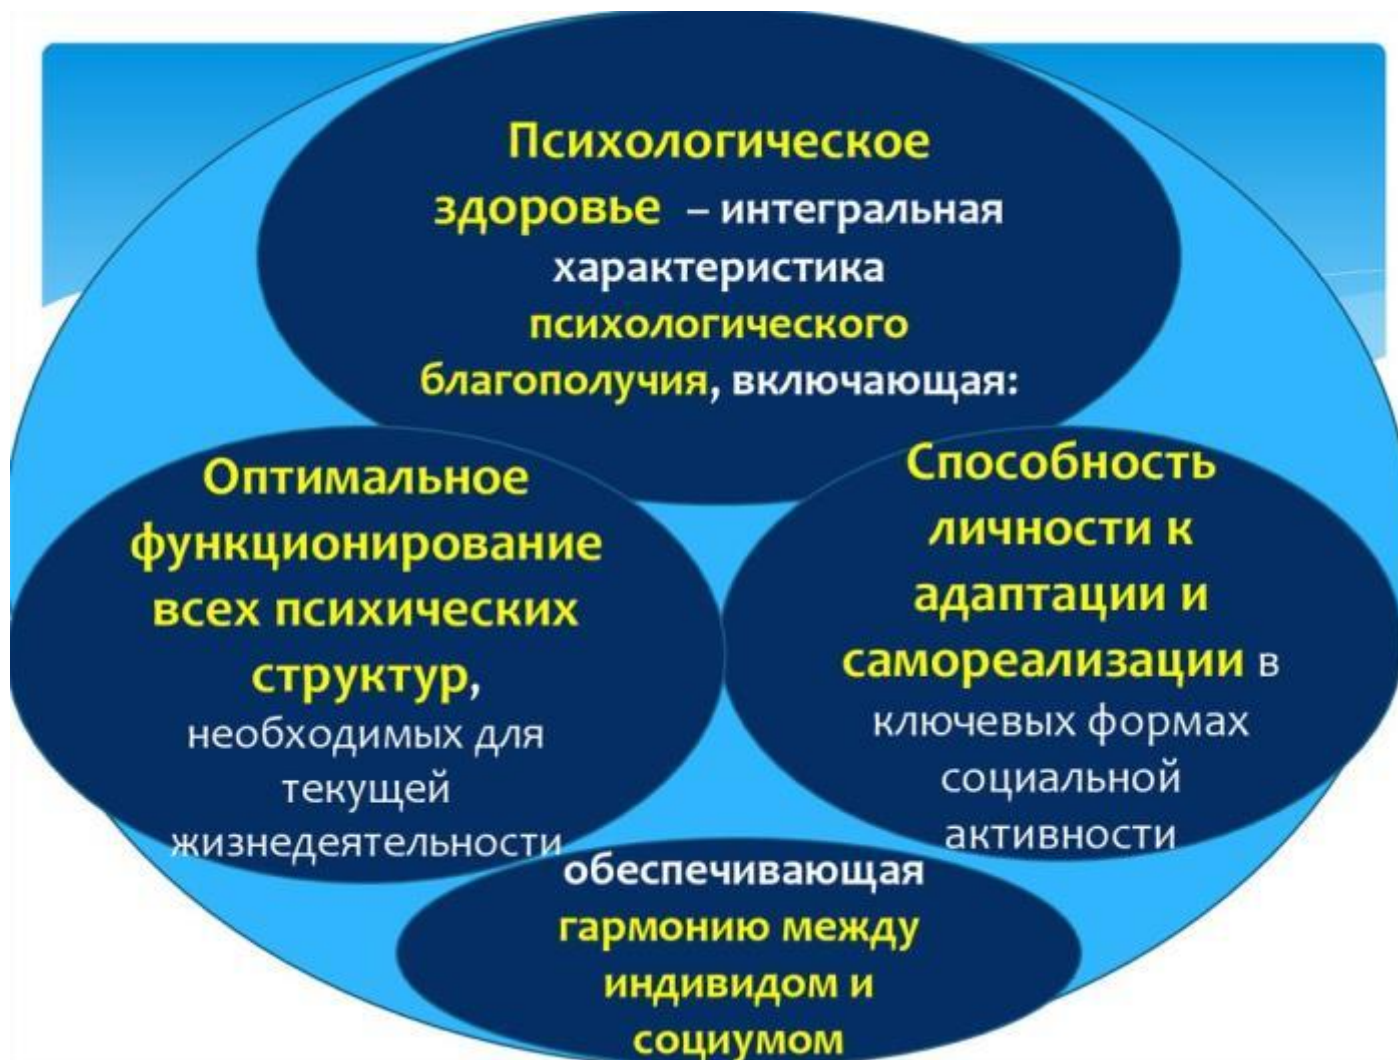 Психологическое
здоровье – интегральная
характеристика
психологического
благополучия, включающая:
Оптимальное
функционирование
всех психических
структур,
необходимых для
текущей
жизнедеятельности
Способность
личности к
адаптации и
самореализации в
ключевых формах
социальной
активности
обеспечивающая
гармонию между
индивидом и
социумом